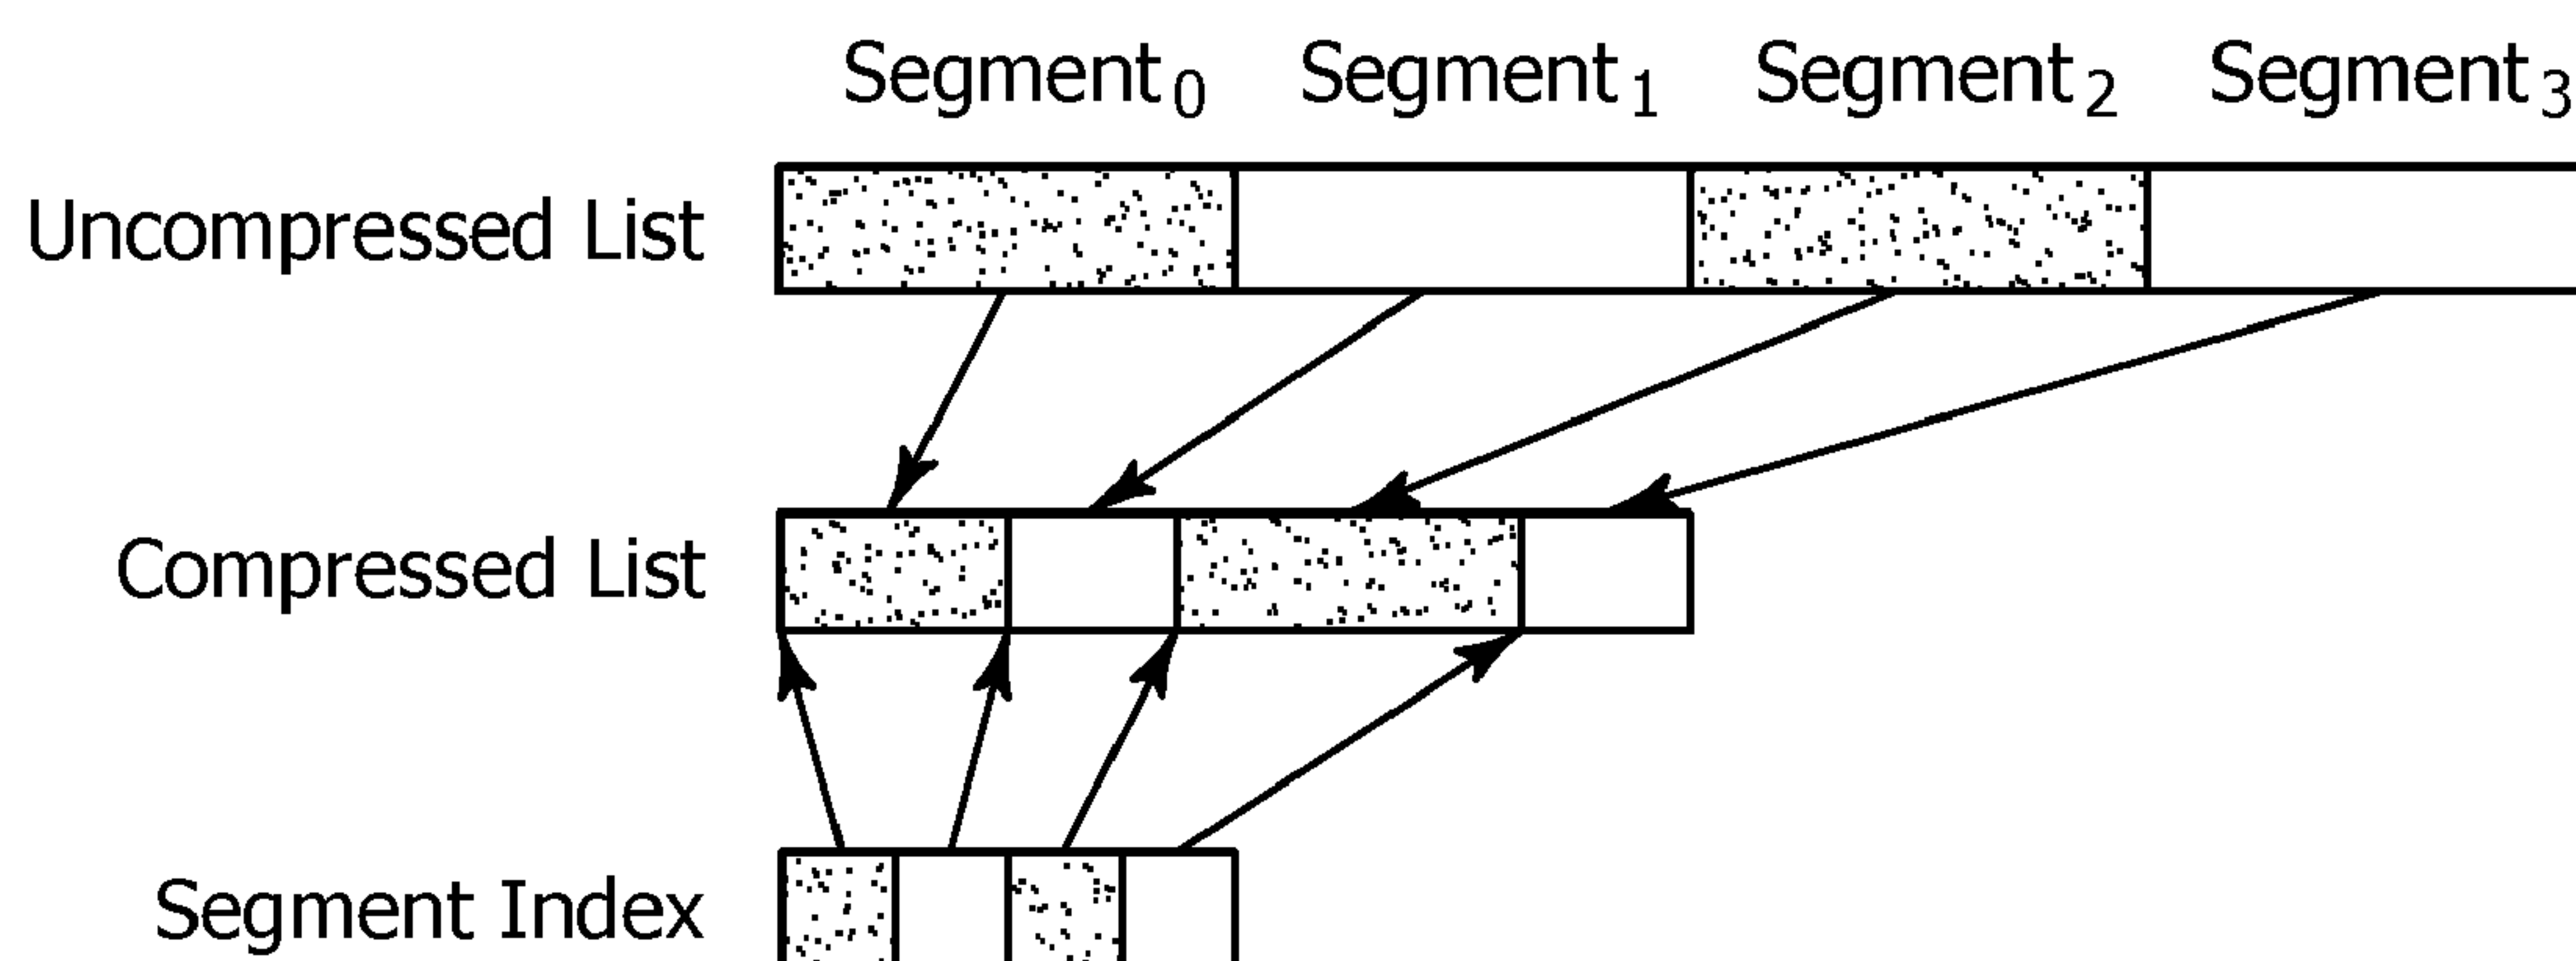 Segment0 Segment1 Segment2 Segment3
Uncompressed List
Compressed List
Segment Index